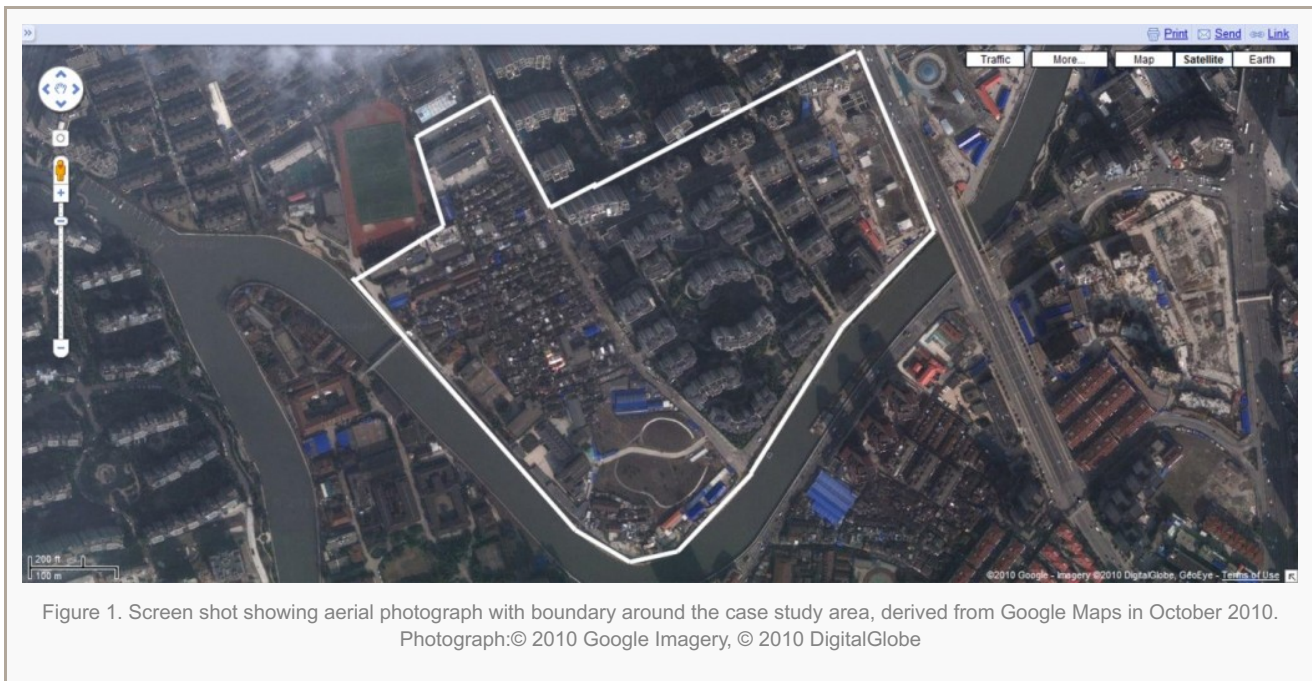 »
Print Send Link
Traffic More... Map Satellite Earth
200 ft
100 m
©2010 Google - Imagery ©2010 DigitalGlobe, GeoEye - Terms of Use
Figure 1. Screen shot showing aerial photograph with boundary around the case study area, derived from Google Maps in October 2010.
Photograph:© 2010 Google Imagery, © 2010 DigitalGlobe